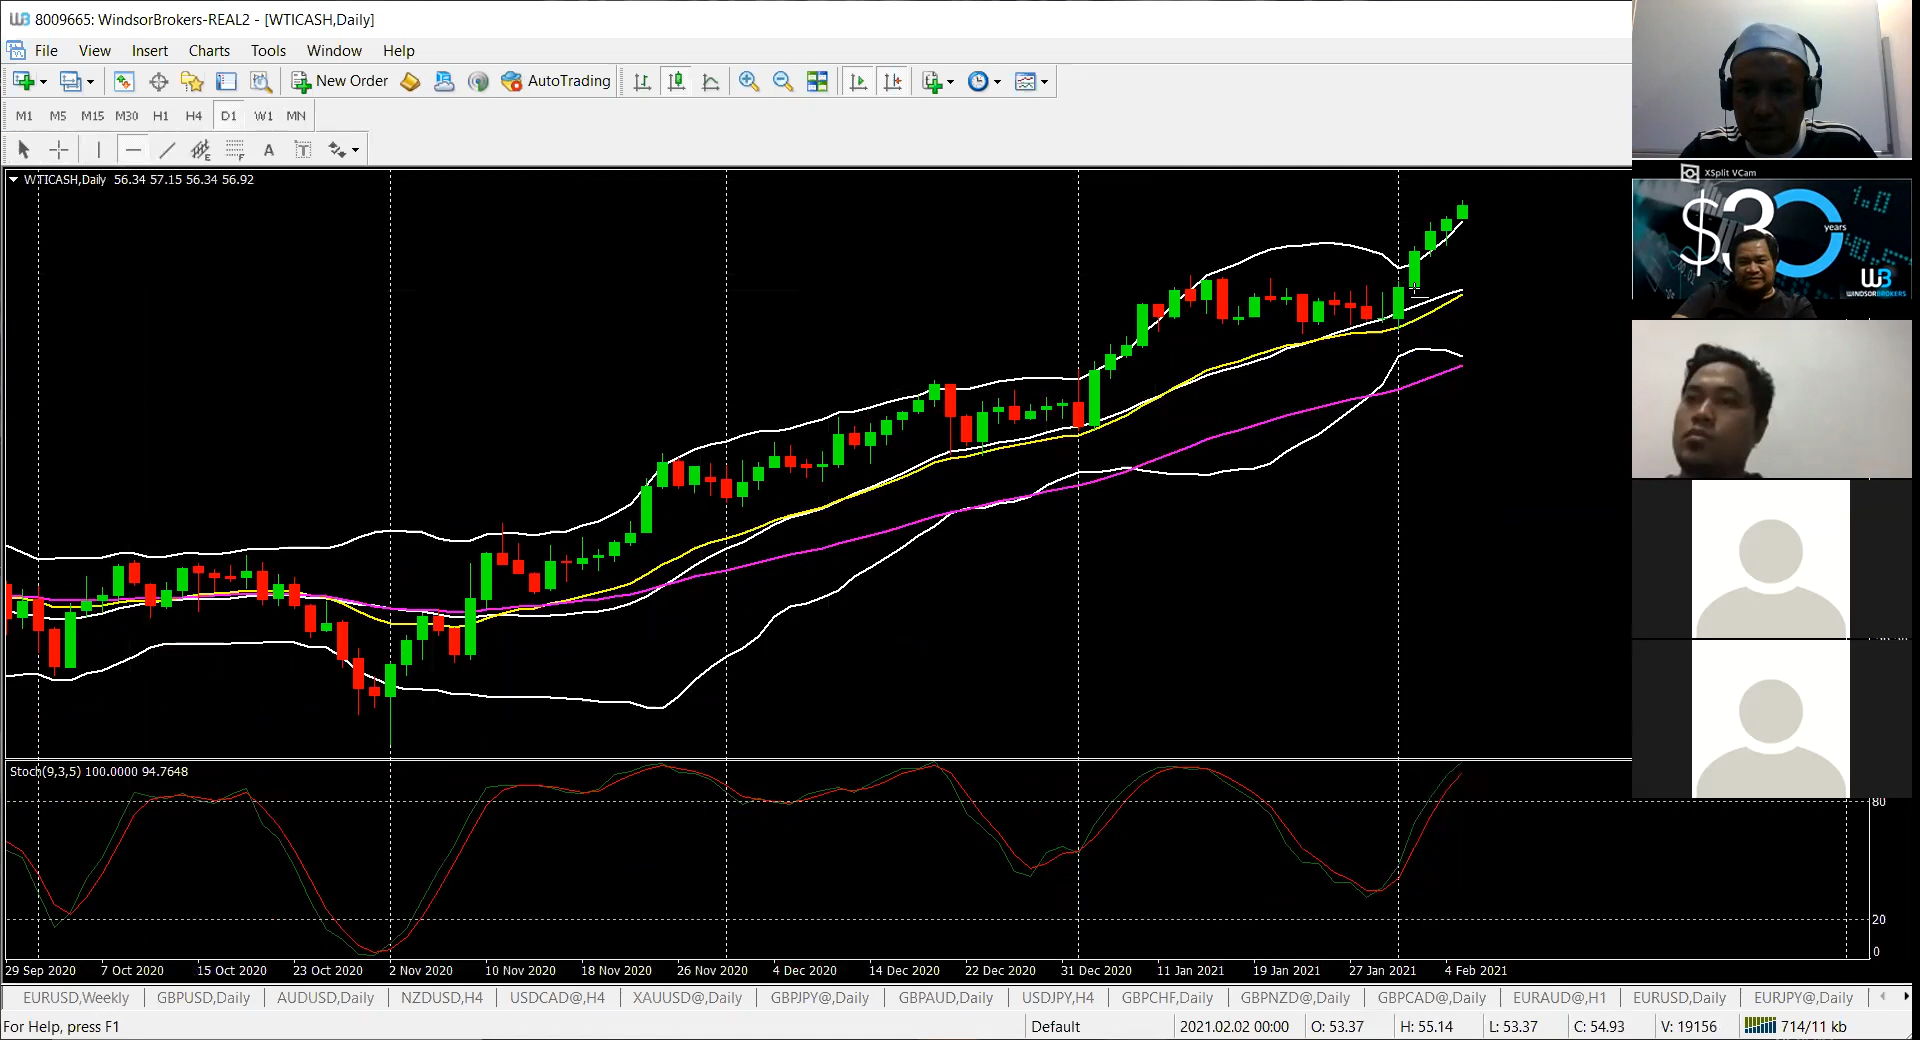 8009665: WindsorBrokers-REAL2 - [WTICASH,Daily]
File View Insert Charts Tools Window Help
New Order AutoTrading
M1 M5 M15 M30 H1 H4 D1 W1 MN
E F A T
WTICASH,Daily 56.34 57.15 56.34 56.92
XSplit VCam
$30
years
WB
WINDSORBROKERS
Stoch(9,3,5) 100.0000 94.7648
80
20
0
29 Sep 2020 7 Oct 2020 15 Oct 2020 23 Oct 2020 2 Nov 2020 10 Nov 2020 18 Nov 2020 26 Nov 2020 4 Dec 2020 14 Dec 2020 22 Dec 2020 31 Dec 2020 11 Jan 2021 19 Jan 2021 27 Jan 2021 4 Feb 2021
EURUSD,Weekly GBPUSD,Daily AUDUSD,Daily NZDUSD,H4 USDCAD@,H4 XAUUSD@,Daily GBPJPY@,Daily GBPAUD,Daily USDJPY,H4 GBPCHF,Daily GBPNZD@,Daily GBPCAD@,Daily EURAUD@,H1 EURUSD,Daily EURJPY@,Daily
For Help, press F1 Default 2021.02.02 00:00 O: 53.37 H: 55.14 L: 53.37 C: 54.93 V: 19156 714/11 kb